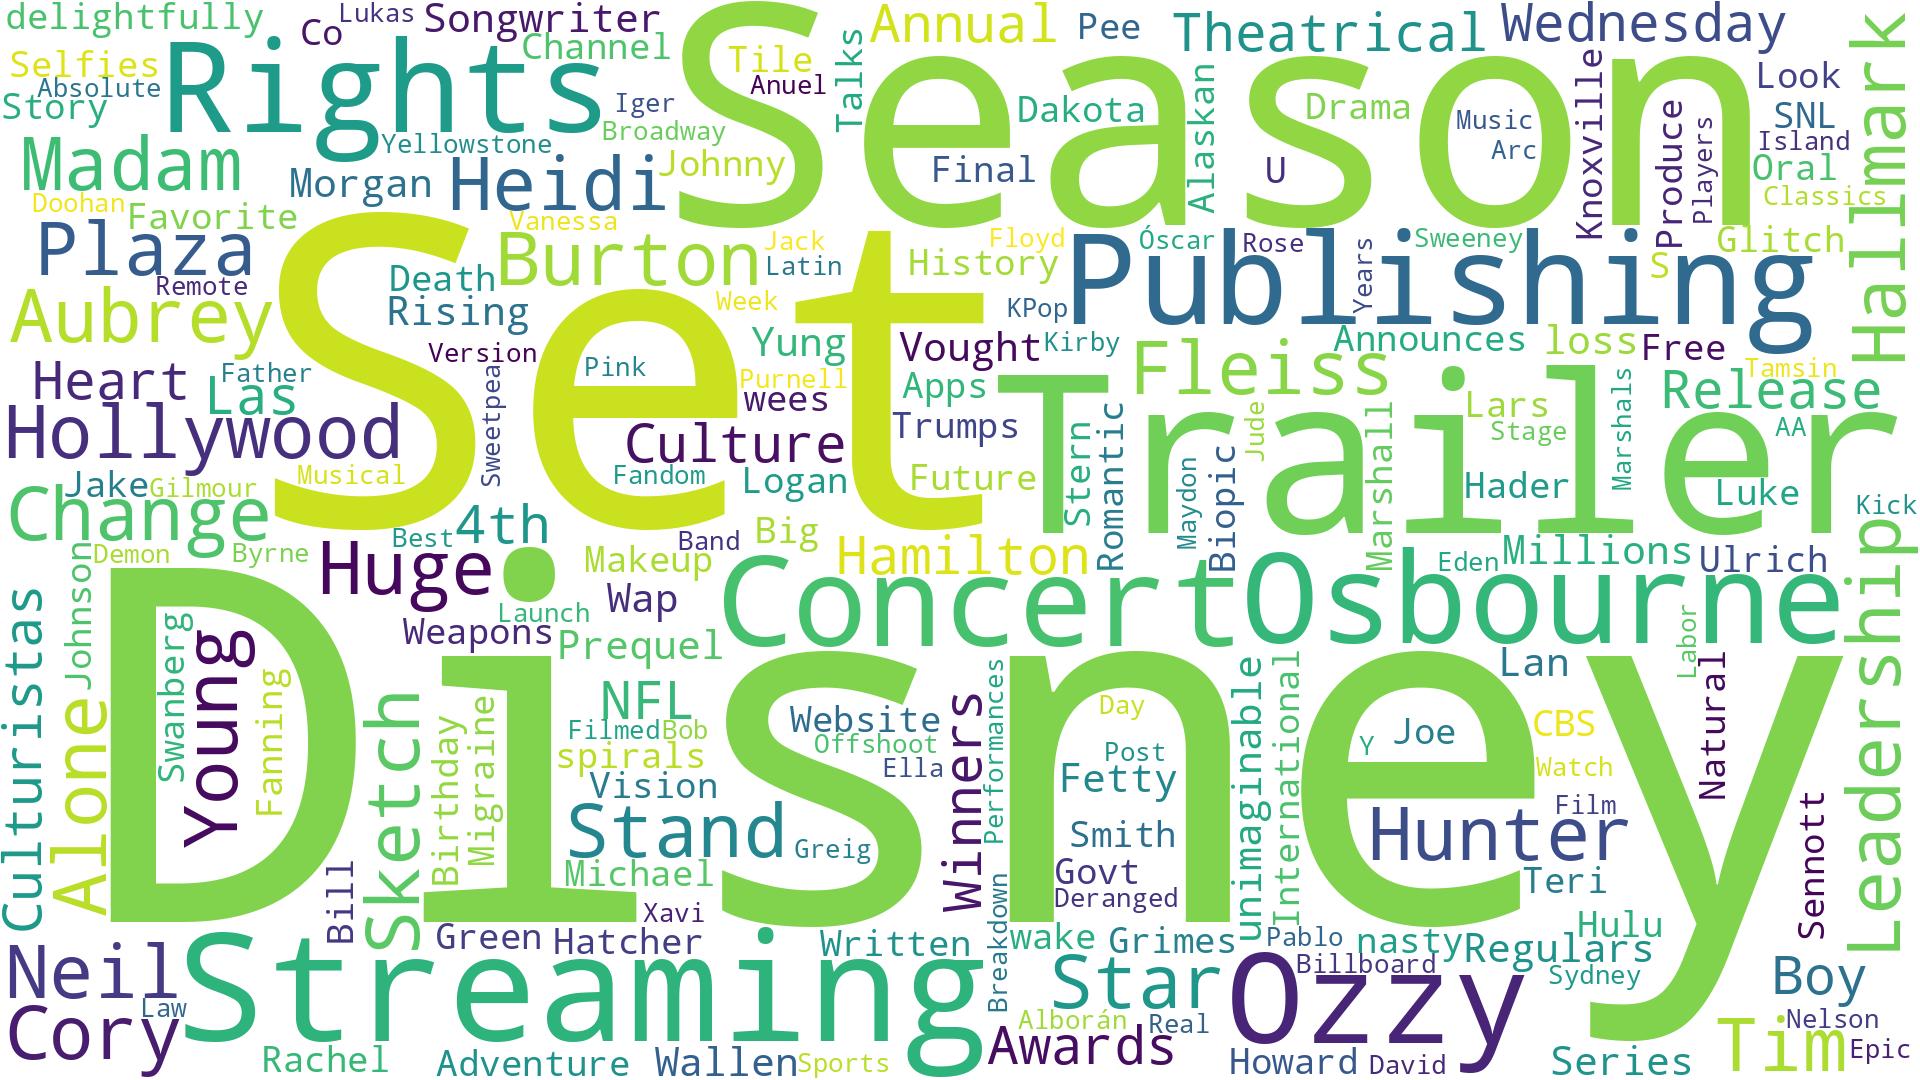 delightfully
Co
Lukas
Songwriter
Channel
Season
Annual
Pee
Theatrical
Wednesday
Hallmark
Selfies
Rights
Tile
Talks
Absolute
Anuel
Iger
Dakota
Alaskan
Drama
Music
Knoxville
Look
Story
Broadway
Produce
SNL
Players
Island
Madam
Yellowstone
Johnny
Final
Arc
U
Oral
Morgan
Heidi
Classics
Doohan
Favorite
Vanessa
Plaza
Set
Burton
Jack
Floyd
Óscar
Rose
Sweeney
Glitch
Latin
History
Publishing
Years
S
Death
Remote
Aubrey
Rising
Week
KPop
Version
Yung
Vought
Kirby
Announces
loss
Free
Heart
Father
Pink
Purnell
Trailer
Fleiss
Tamsin
Las
Sweetpea
wees
Apps
Marshals
Release
Hollywood
Culture
Trumps
Stern
Romantic
Jude
Marshall
Lars
Stage
AA
Musical
Fandom
Logan
Future
Maydon
Biopic
Hader
Luke
Jake
Gilmour
Kick
Change
Best
4th
Band
Big
Demon
Byrne
Huge
Makeup
Hamilton
Eden
Millions
Ulrich
Leadership
Johnson
Disney
Launch
Wap
Concert
Osbourne
Culturistas
Swanberg
Young
Weapons
Prequel
Labor
Lan
Alone
Fanning
Sketch
Birthday
Migraine
NFL
Winners
Performances
unimaginable
International
Natural
Filmed
Bob
Website
Day
Joe
CBS
spirals
Offshoot
Post
Y
Vision
Ella
Fetty
Watch
Stand
Greig
Smith
Hunter
Film
Sennott
Michael
Govt
Teri
Bill
Xavi
Deranged
Breakdown
Green
Hatcher
Written
wake
Grimes
Pablo
nasty
Regulars
Hulu
Neil
Streaming
Star
Ozzy
Billboard
Sydney
Boy
Law
Cory
Alborán
Real
Nelson
Rachel
Adventure
Wallen
Sports
Awards
Howard
David
Series
Tim
Epic